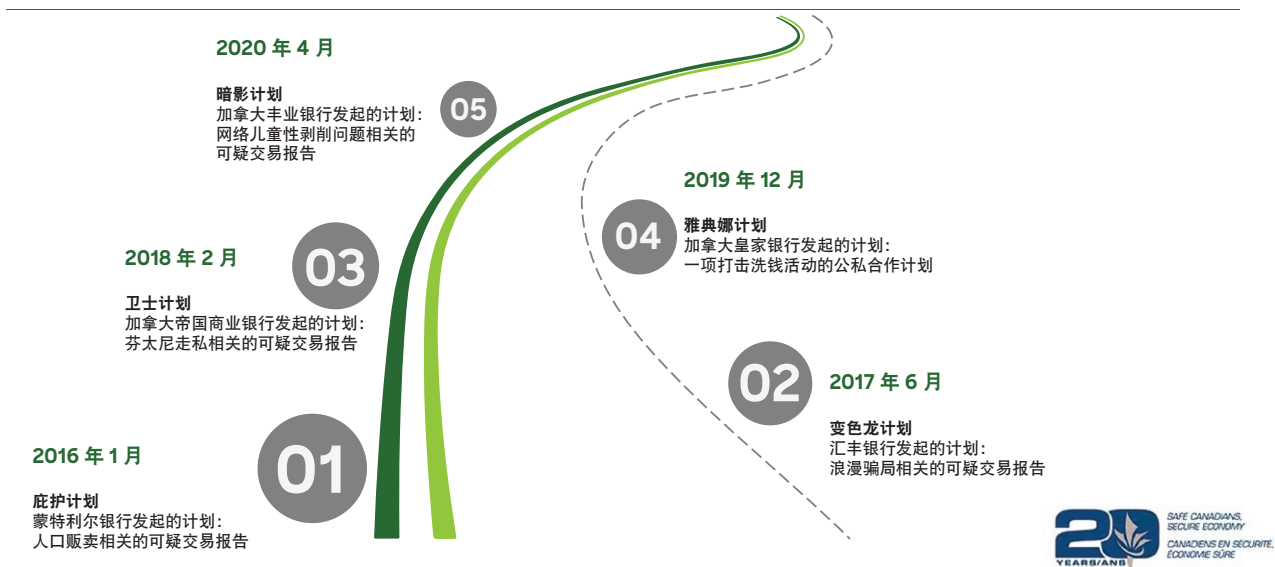 2020 年 4 月
暗影计划
加拿大丰业银行发起的计划：
网络儿童性剥削问题相关的
可疑交易报告
05
2019 年 12 月
04
雅典娜计划
加拿大皇家银行发起的计划：
一项打击洗钱活动的公私合作计划
2018 年 2 月
03
卫士计划
加拿大帝国商业银行发起的计划：
芬太尼走私相关的可疑交易报告
02
2017 年 6 月
变色龙计划
汇丰银行发起的计划：
浪漫骗局相关的可疑交易报告
2016 年 1 月
01
庇护计划
蒙特利尔银行发起的计划：
人口贩卖相关的可疑交易报告
20
YEARS/ANS
SAFE CANADIANS,
SECURE ECONOMY
CANADIENS EN SÉCURITÉ,
ÉCONOMIE SÛRE